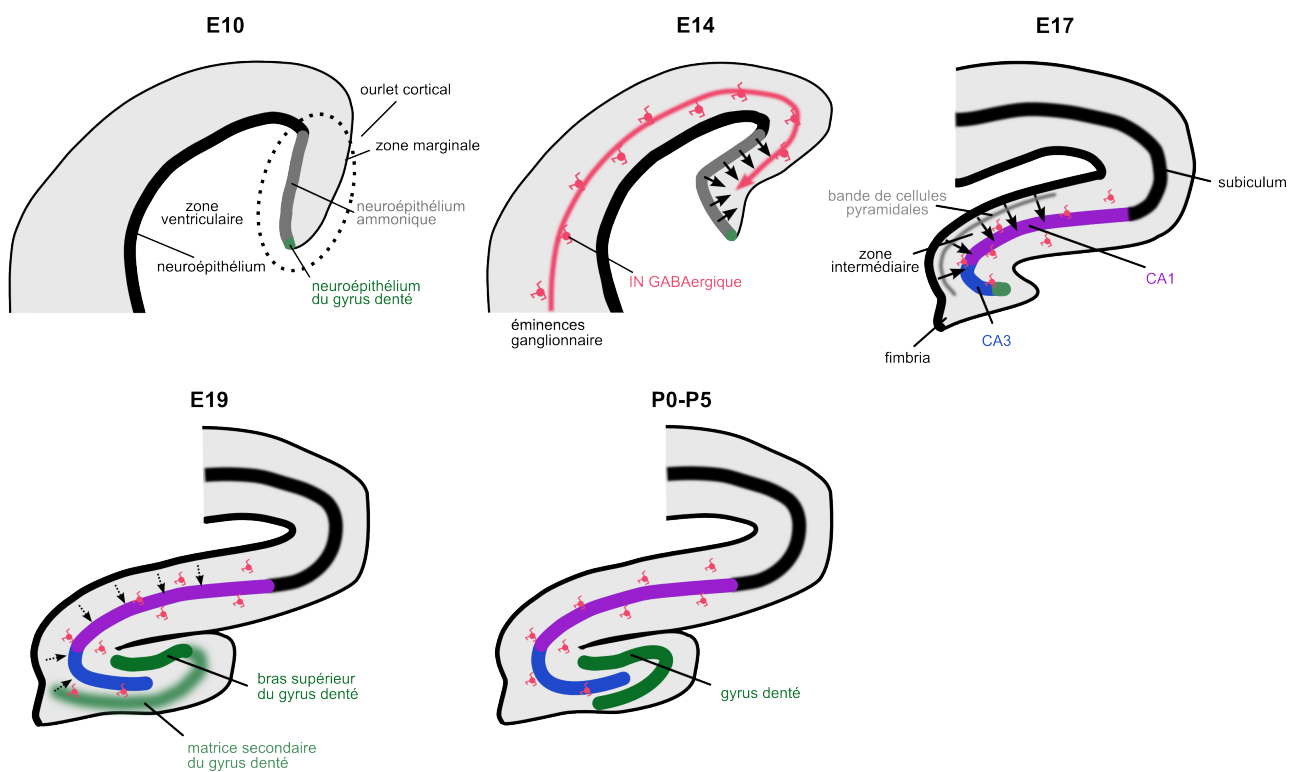 E10
ourlet cortical
zone marginale
zone
ventriculaire
neuroépithélium
ammonique
neuroépithélium
neuroépithélium
du gyrus denté
E14
IN GABAergique
éminences
ganglionnaire
E17
subiculum
bande de cellules
pyramidales
zone
intermédiaire
CA1
CA3
fimbria
E19
bras supérieur
du gyrus denté
matrice secondaire
du gyrus denté
P0-P5
gyrus denté